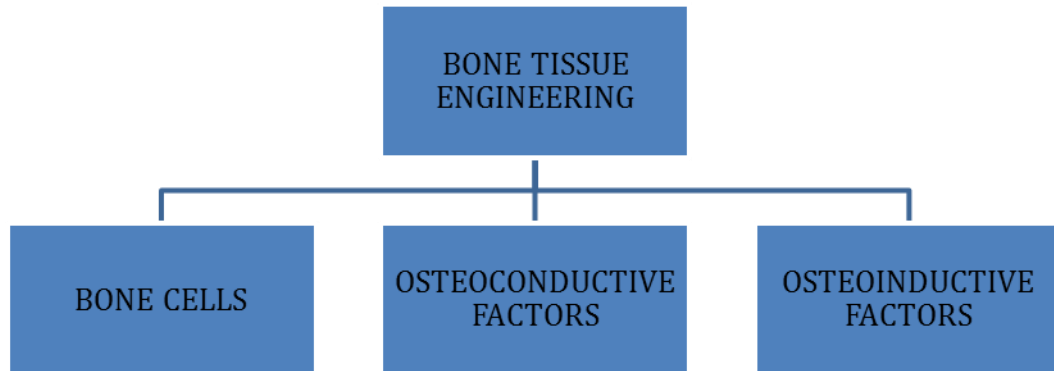 BONE TISSUE
ENGINEERING
BONE CELLS
OSTEOCONDUCTIVE
FACTORS
OSTEOINDUCTIVE
FACTORS